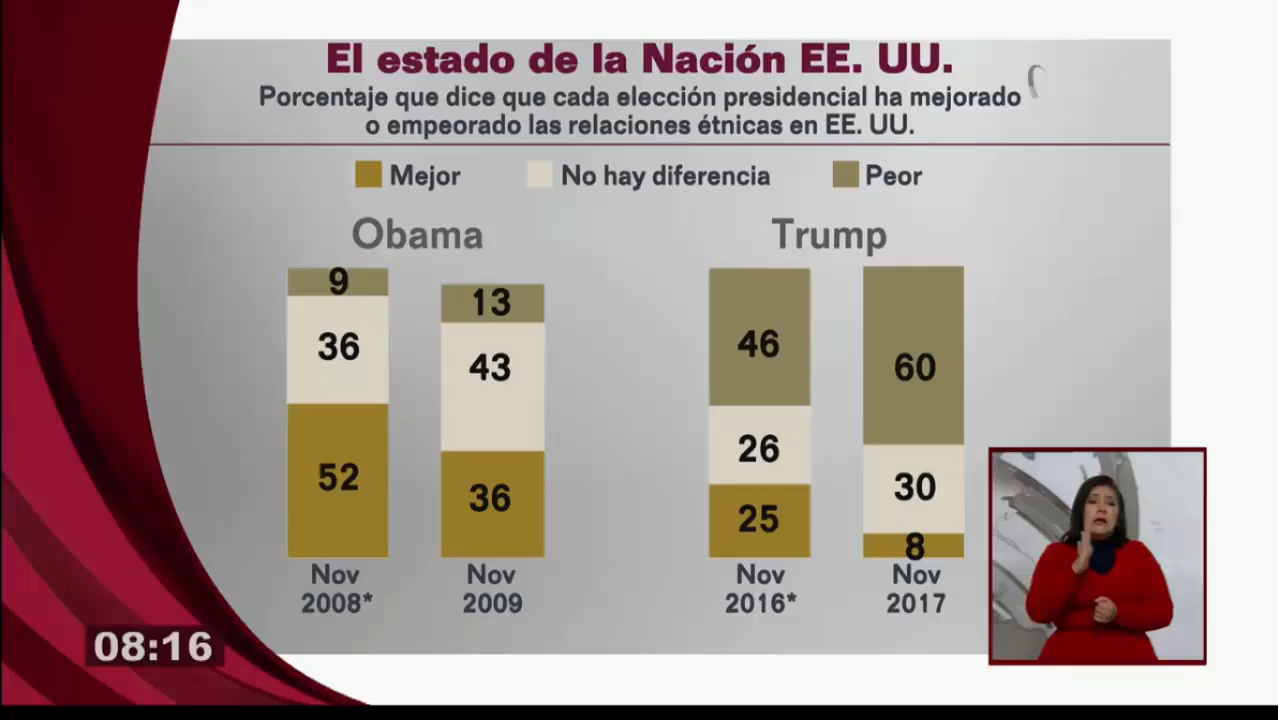 El estado de la Nación EE. UU.
Porcentaje que dice que cada elección presidencial ha mejorado
o empeorado las relaciones étnicas en EE. UU.
Mejor
No hay diferencia
Peor
Obama
Trump
9
36
52
13
43
36
46
26
25
60
30
8
Nov
2008*
Nov
2009
Nov
2016*
Nov
2017
08:16